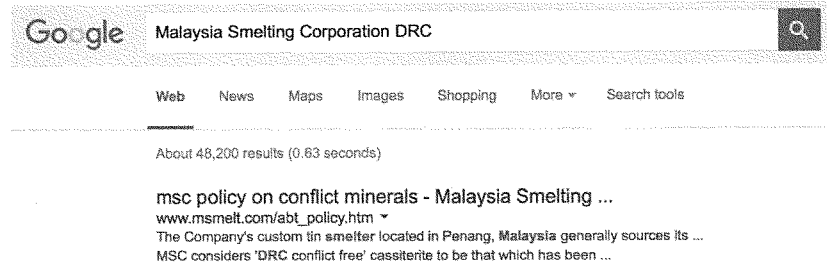 Google
Malaysia Smelting Corporation DRC
Web News Maps Images Shopping More Search tools
About 48,200 results (0.63 seconds)
msc policy on conflict minerals - Malaysia Smelting ...
www.msmelt.com/abt_policy.htm
The Company's custom tin smelter located in Penang, Malaysia generally sources its ...
MSC considers 'DRC conflict free' cassiterite to be that which has been ...